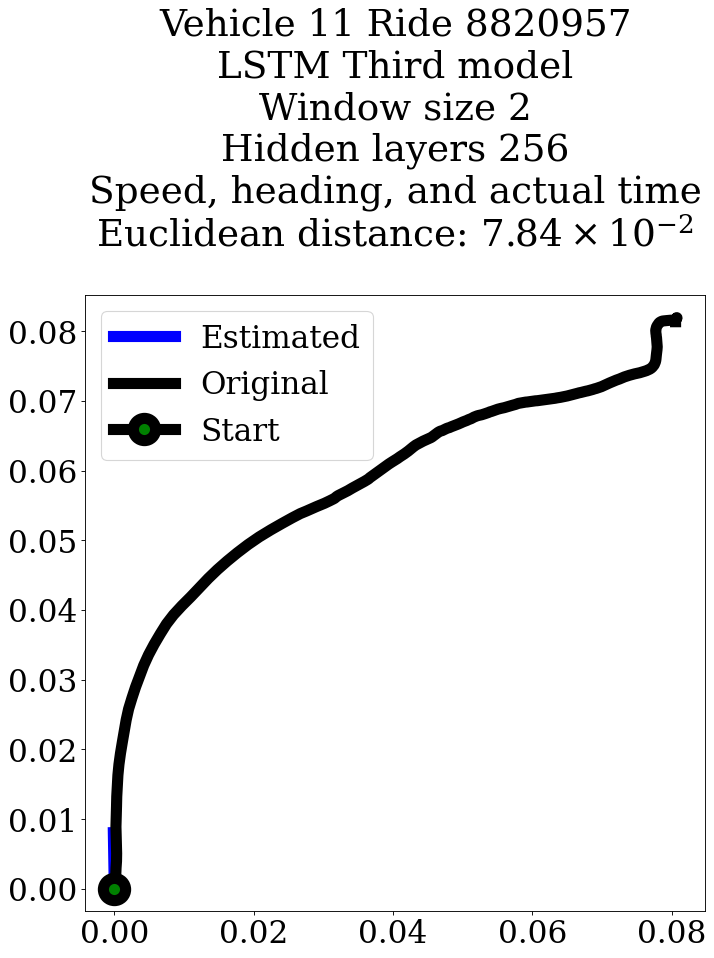 Vehicle 11 Ride 8820957
LSTM Third model
Window size 2
Hidden layers 256
Speed, heading, and actual time
Euclidean distance: 7.84 × 10⁻²
Estimated
Original
Start
0.08
0.07
0.06
0.05
0.04
0.03
0.02
0.01
0.00
0.00 0.02 0.04 0.06 0.08